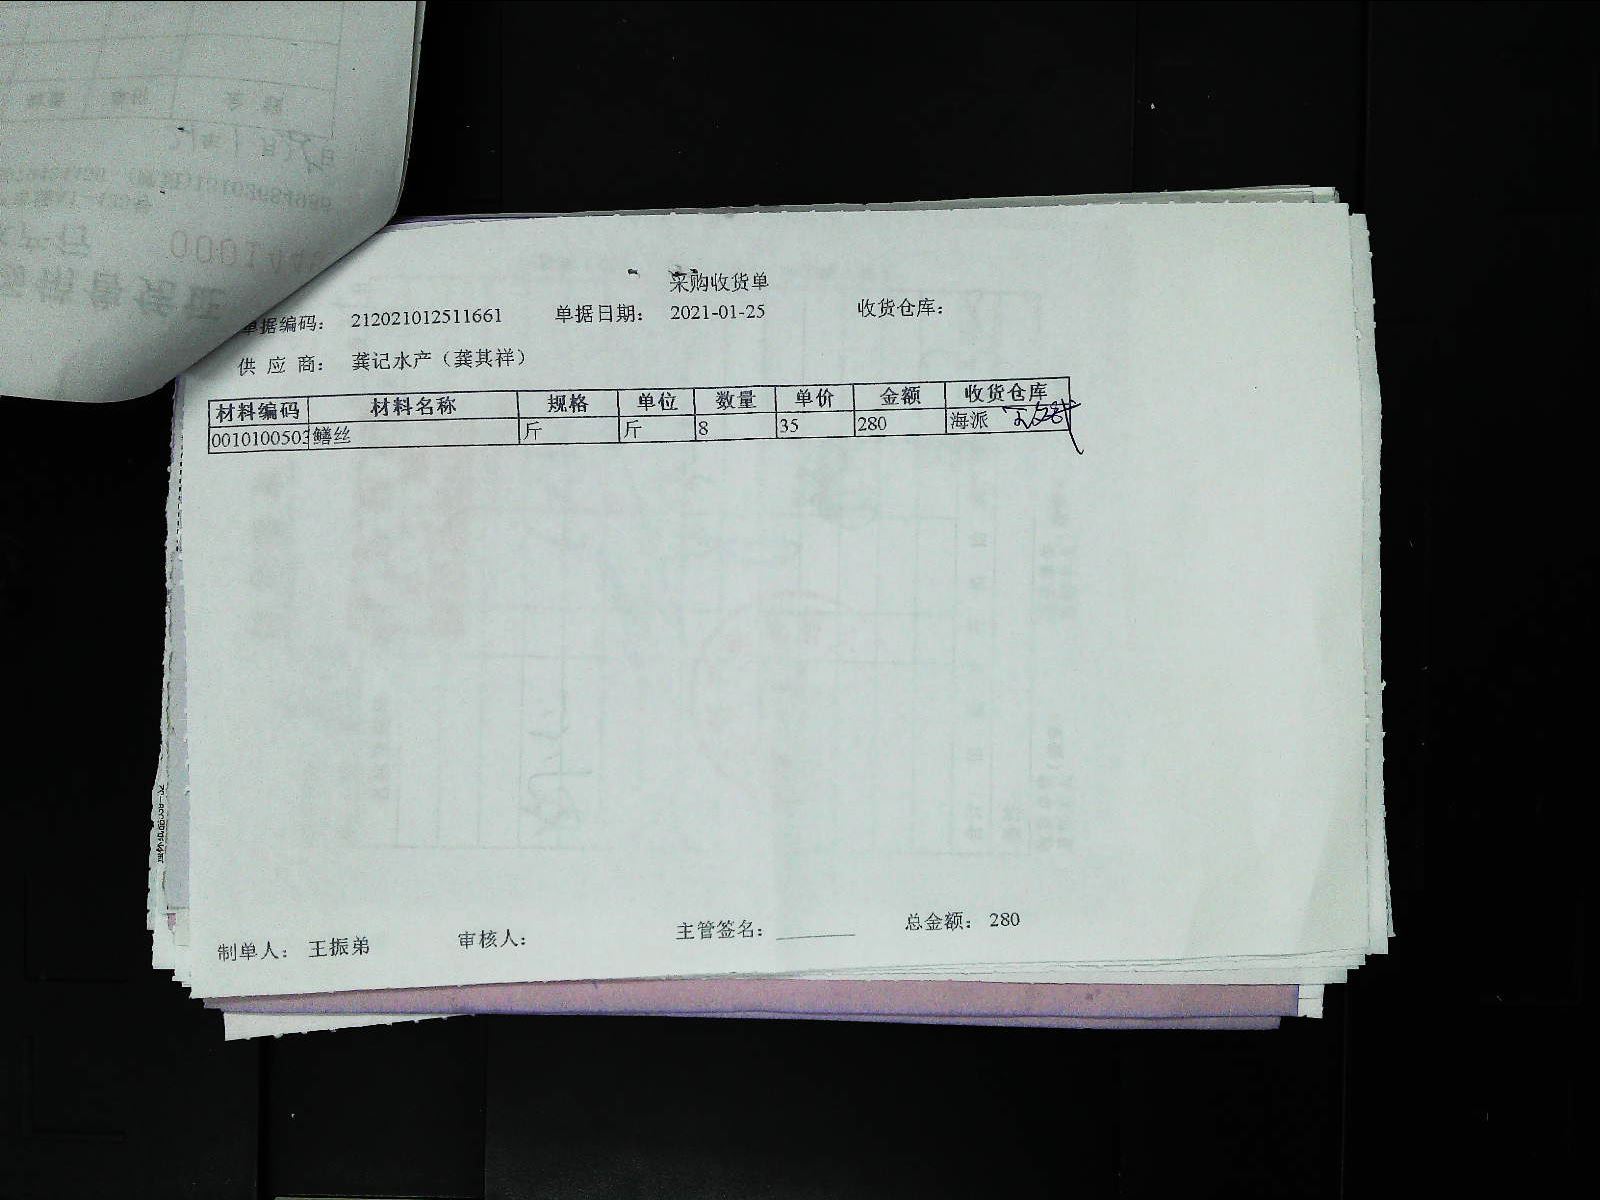 采购收货单
单据编码： 212021012511661 单据日期： 2021-01-25 收货仓库：
供 应 商： 龚记水产（龚其祥）
材料编码 材料名称 规格 单位 数量 单价 金额 收货仓库
0010100503 鳝丝 斤 斤 8 35 280 海派
制单人： 王振弟 审核人： 主管签名： 总金额： 280